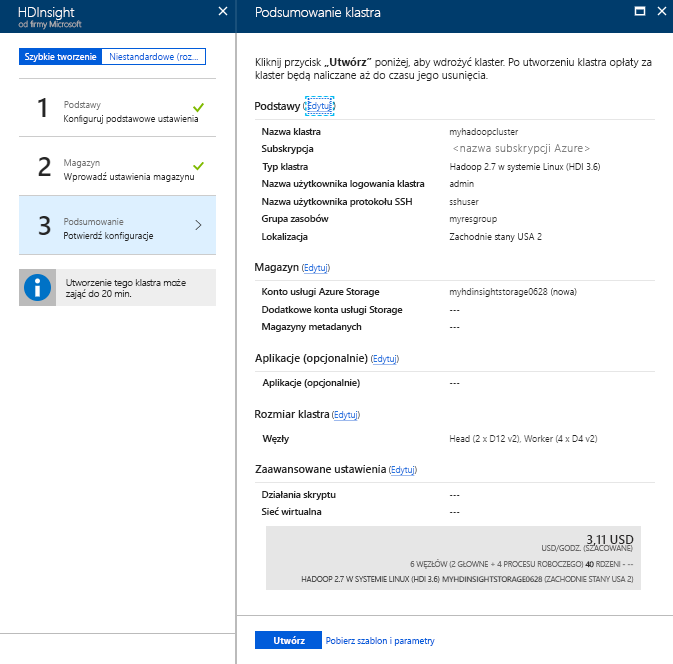 HDInsight
od firmy Microsoft
Szybkie tworzenie
Niestandardowe (roz...
1
Podstawy
Konfiguruj podstawowe ustawienia
2
Magazyn
Wprowadź ustawienia magazynu
3
Podsumowanie
Potwierdź konfiguracje
Utworzenie tego klastra może
zająć do 20 min.
Podsumowanie klastra
Kliknij przycisk „Utwórz” poniżej, aby wdrożyć klaster. Po utworzeniu klastra opłaty za
klaster będą naliczane aż do czasu jego usunięcia.
Podstawy (Edytuj)
Nazwa klastra myhadoopcluster
Subskrypcja <nazwa subskrypcji Azure>
Typ klastra Hadoop 2.7 w systemie Linux (HDI 3.6)
Nazwa użytkownika logowania klastra admin
Nazwa użytkownika protokołu SSH sshuser
Grupa zasobów myresgroup
Lokalizacja Zachodnie stany USA 2
Magazyn (Edytuj)
Konto usługi Azure Storage myhdinsightstorage0628 (nowa)
Dodatkowe konta usługi Storage ---
Magazyny metadanych ---
Aplikacje (opcjonalnie) (Edytuj)
Aplikacje (opcjonalnie) ---
Rozmiar klastra (Edytuj)
Węzły Head (2 x D12 v2), Worker (4 x D4 v2)
Zaawansowane ustawienia (Edytuj)
Działania skryptu ---
Sieć wirtualna ---
3,11 USD
USD/GODZ. (SZACOWANE)
6 WĘZŁÓW (2 GŁOWNE + 4 PROCESU ROBOCZEGO) 40 RDZENI - --
HADOOP 2.7 W SYSTEMIE LINUX (HDI 3.6) MYHDINSIGHTSTORAGE0628 (ZACHODNIE STANY USA 2)
Utwórz
Pobierz szablon i parametry